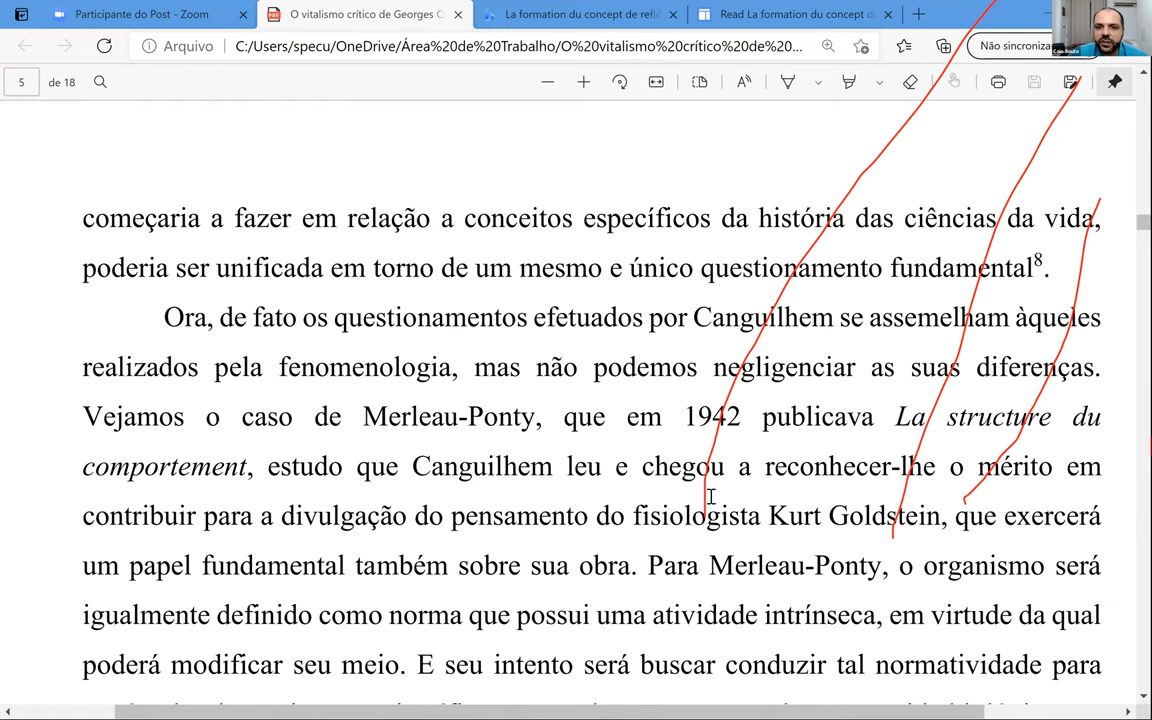 Participante do Post - Zoom
O vitalismo crítico de Georges C
La formation du concept de refle
Read La formation du concept d
Arquivo
C:/Users/specu/OneDrive/Área%20de%20Trabalho/O%20vitalismo%20crítico%20de%20...
Não sincroniza
Caio Souto
5 de 18
começaria a fazer em relação a conceitos específicos da história das ciências da vida,
poderia ser unificada em torno de um mesmo e único questionamento fundamental8.
Ora, de fato os questionamentos efetuados por Canguilhem se assemelham àqueles
realizados pela fenomenologia, mas não podemos negligenciar as suas diferenças.
Vejamos o caso de Merleau-Ponty, que em 1942 publicava La structure du
comportement, estudo que Canguilhem leu e chegou a reconhecer-lhe o mérito em
contribuir para a divulgação do pensamento do fisiologista Kurt Goldstein, que exercerá
um papel fundamental também sobre sua obra. Para Merleau-Ponty, o organismo será
igualmente definido como norma que possui uma atividade intrínseca, em virtude da qual
poderá modificar seu meio. E seu intento será buscar conduzir tal normatividade para